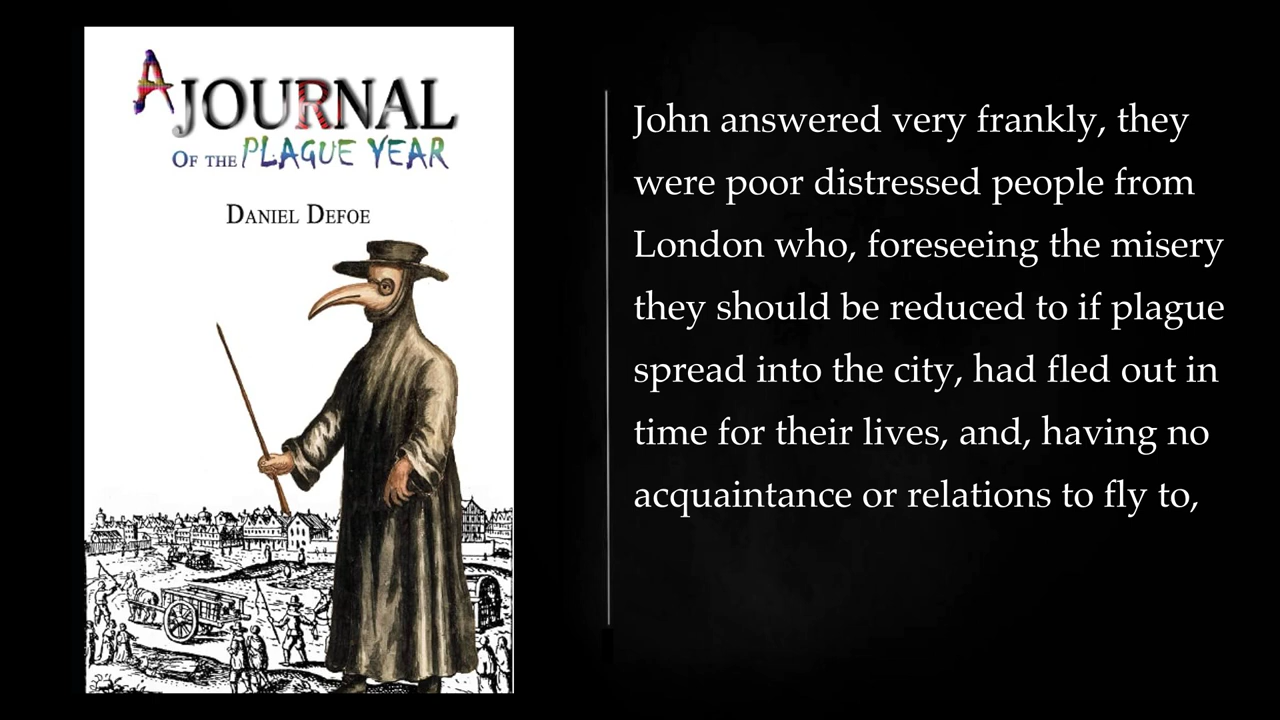 A JOURNAL
OF THE PLAGUE YEAR
DANIEL DEFOE
John answered very frankly, they
were poor distressed people from
London who, foreseeing the misery
they should be reduced to if plague
spread into the city, had fled out in
time for their lives, and, having no
acquaintance or relations to fly to,